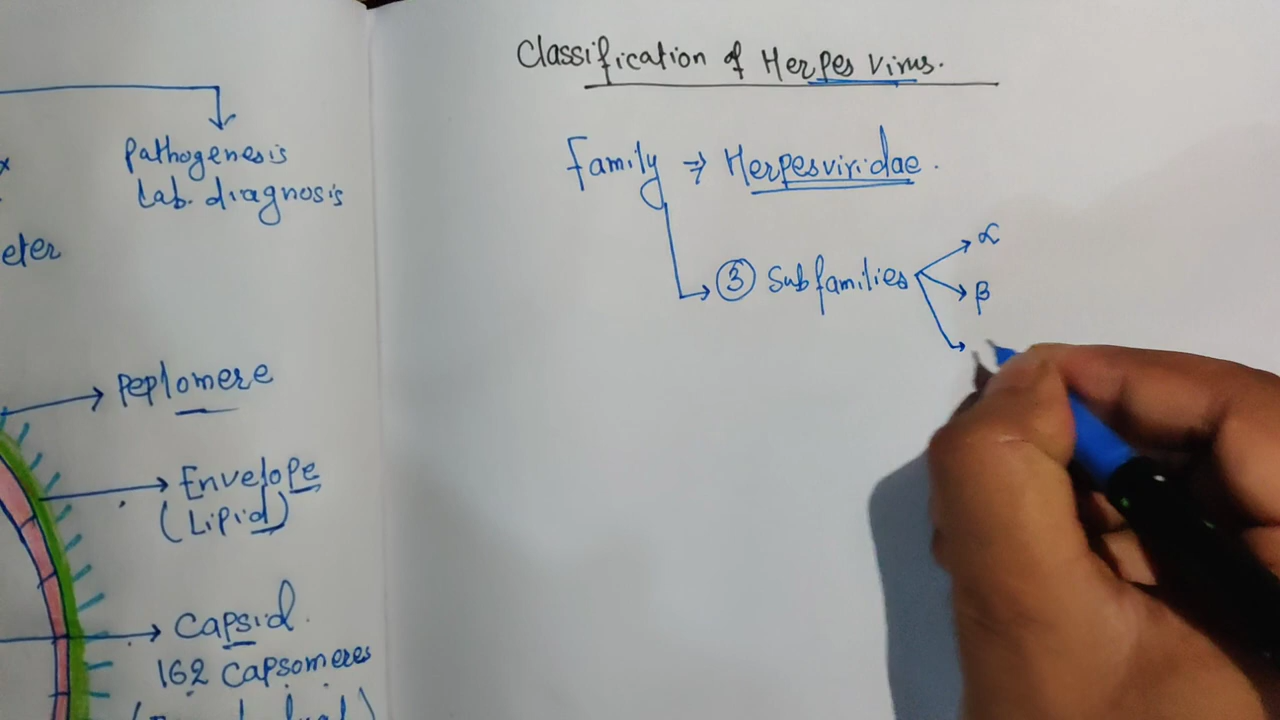 Pathogenesis
Lab. diagnosis
eter
Peplomere
Envelope
(Lipid)
Capsid.
162 Capsomeres
Classification of Herpes Virus.
Family ⇒ Herpesviridae.
③ Subfamilies
α
β